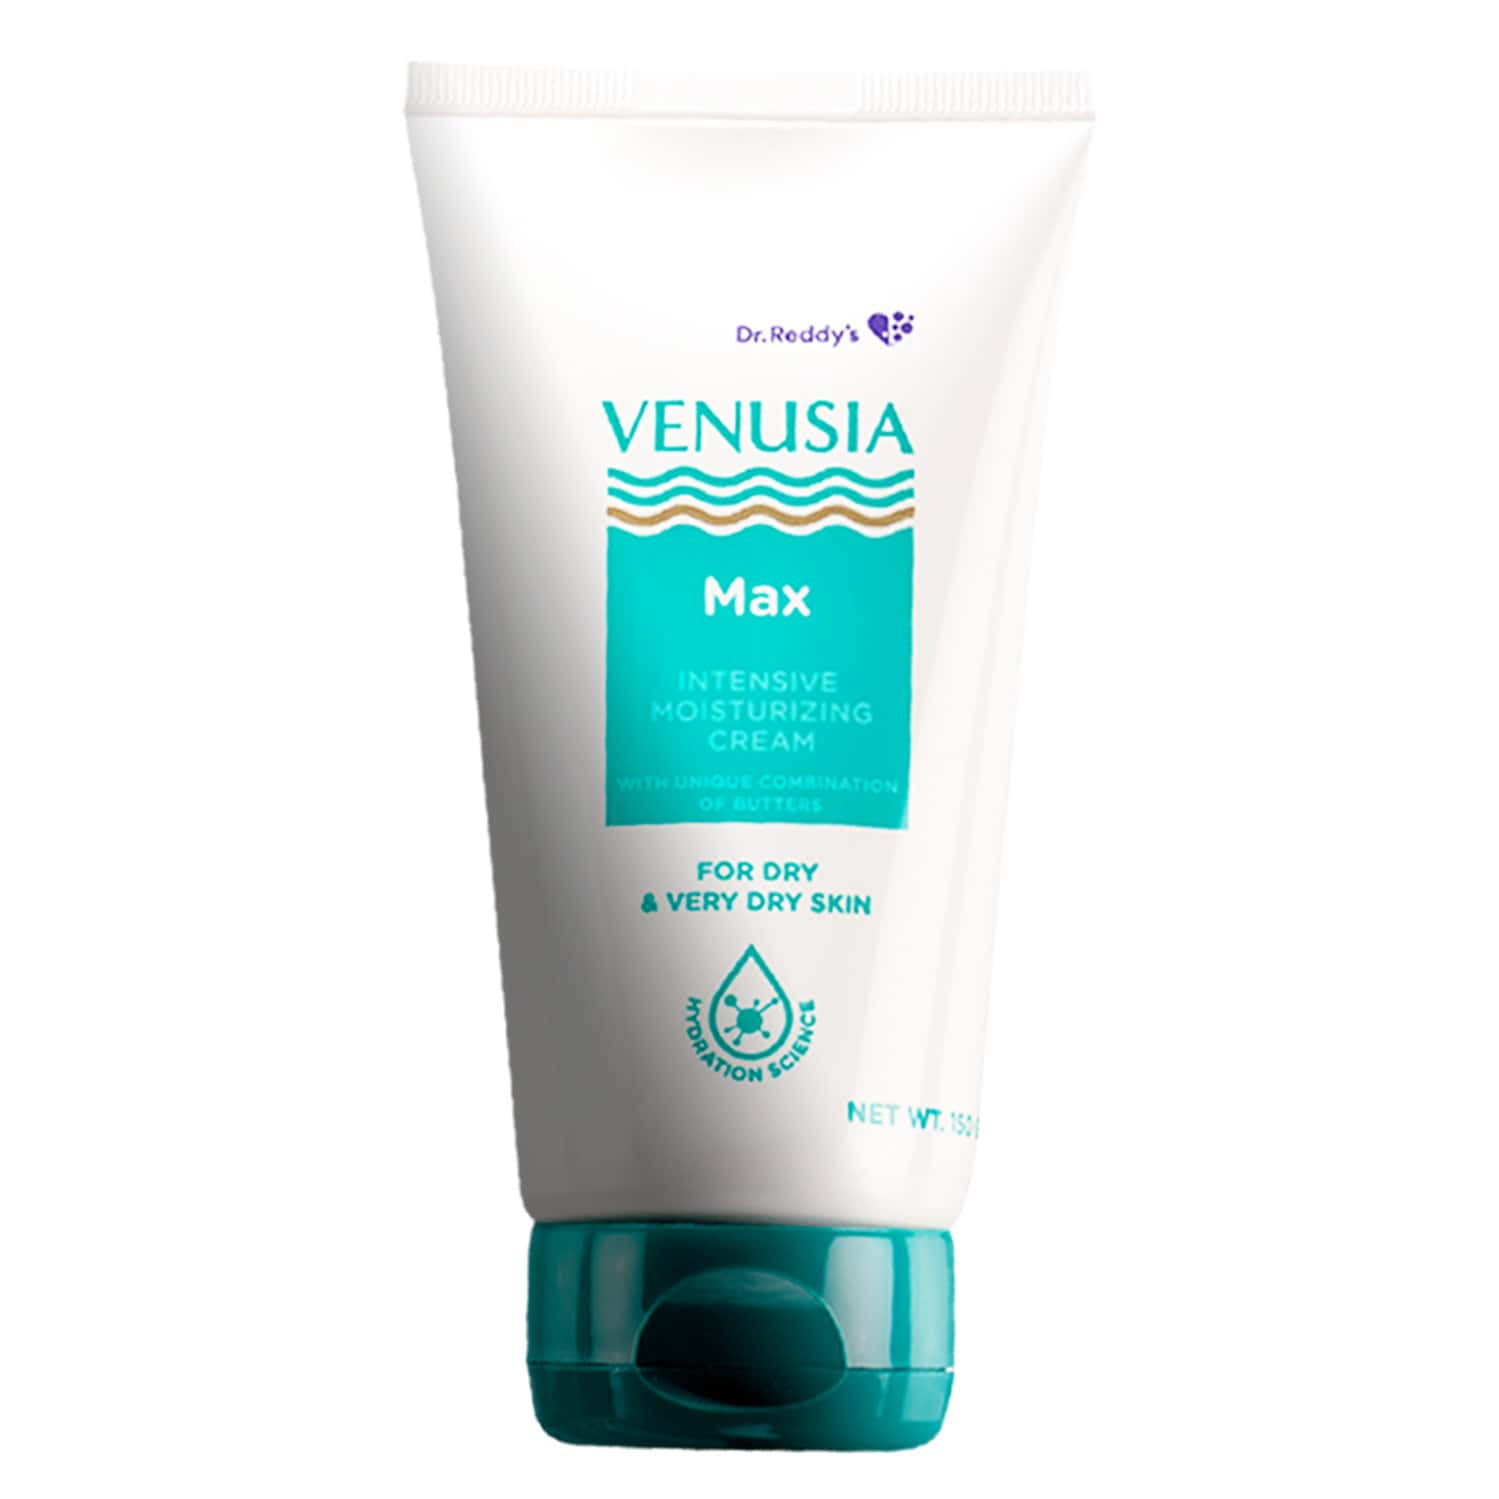 Dr.Reddy's
VENUSIA
Max
INTENSIVE
MOISTURIZING
CREAM
WITH UNIQUE COMBINATION
OF BUTTERS
FOR DRY
& VERY DRY SKIN
HYDRATION SCIENCE
NET WT. 150 g